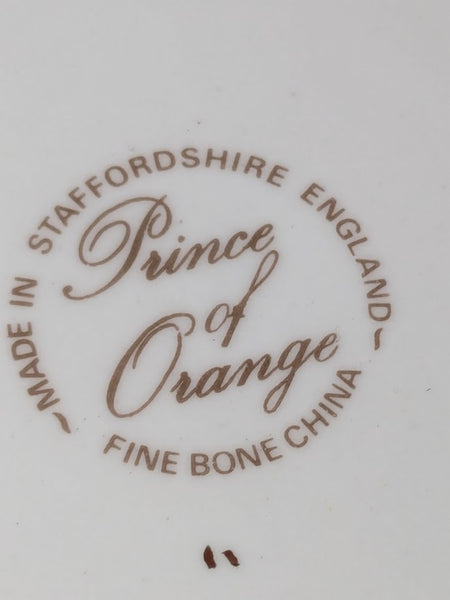 ~MADE IN STAFFORDSHIRE ENGLAND~
Prince
of
Orange
FINE BONE CHINA